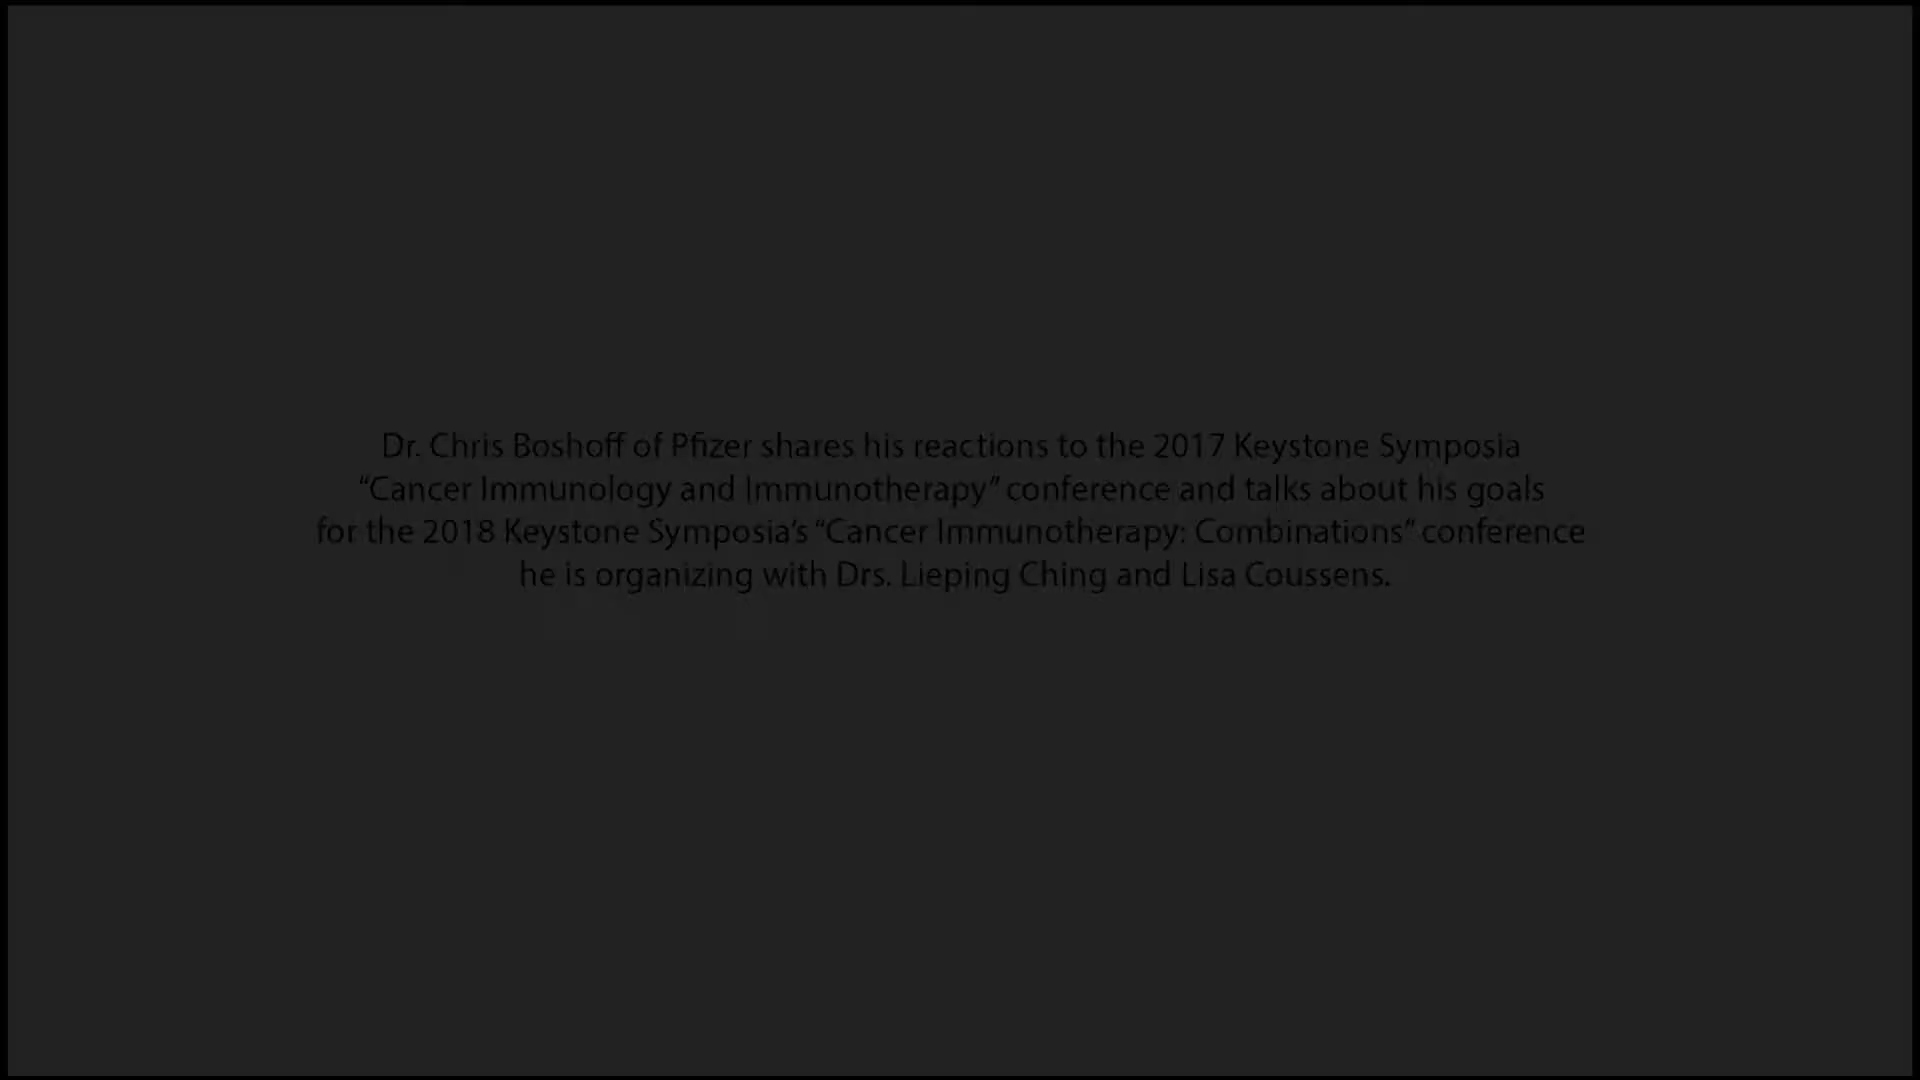 Dr. Chris Boshoff of Pfizer shares his reactions to the 2017 Keystone Symposia
“Cancer Immunology and Immunotherapy” conference and talks about his goals
for the 2018 Keystone Symposia’s “Cancer Immunotherapy: Combinations” conference
he is organizing with Drs. Lieping Ching and Lisa Coussens.